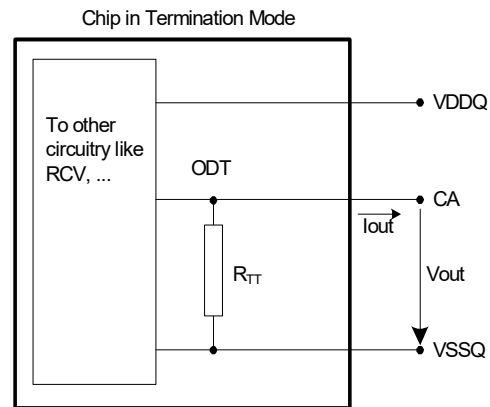 Chip in Termination Mode
To other
circuitry like
RCV, ...
VDDQ
ODT
CA
Iout
RTT
Vout
VSSQ